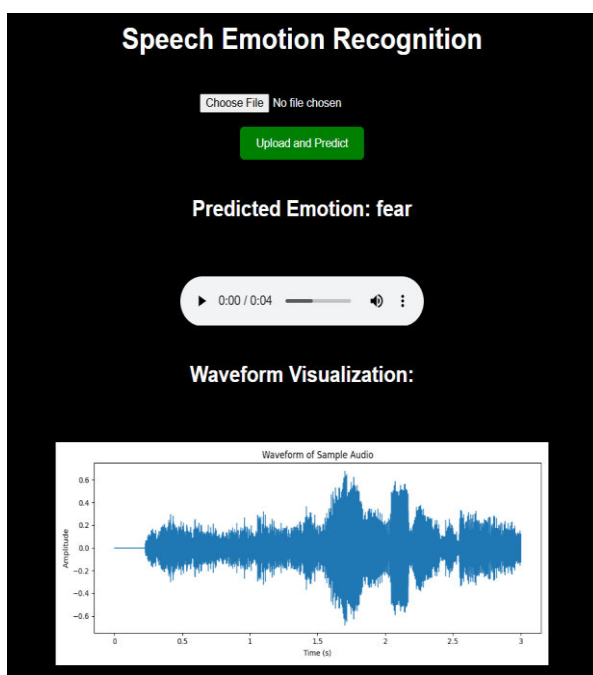 Speech Emotion Recognition
Choose File No file chosen
Upload and Predict
Predicted Emotion: fear
0:00 / 0:04
Waveform Visualization:
Waveform of Sample Audio
Amplitude
0.6
0.4
0.2
0.0
−0.2
−0.4
−0.6
0 0.5 1 1.5 2 2.5 3
Time (s)